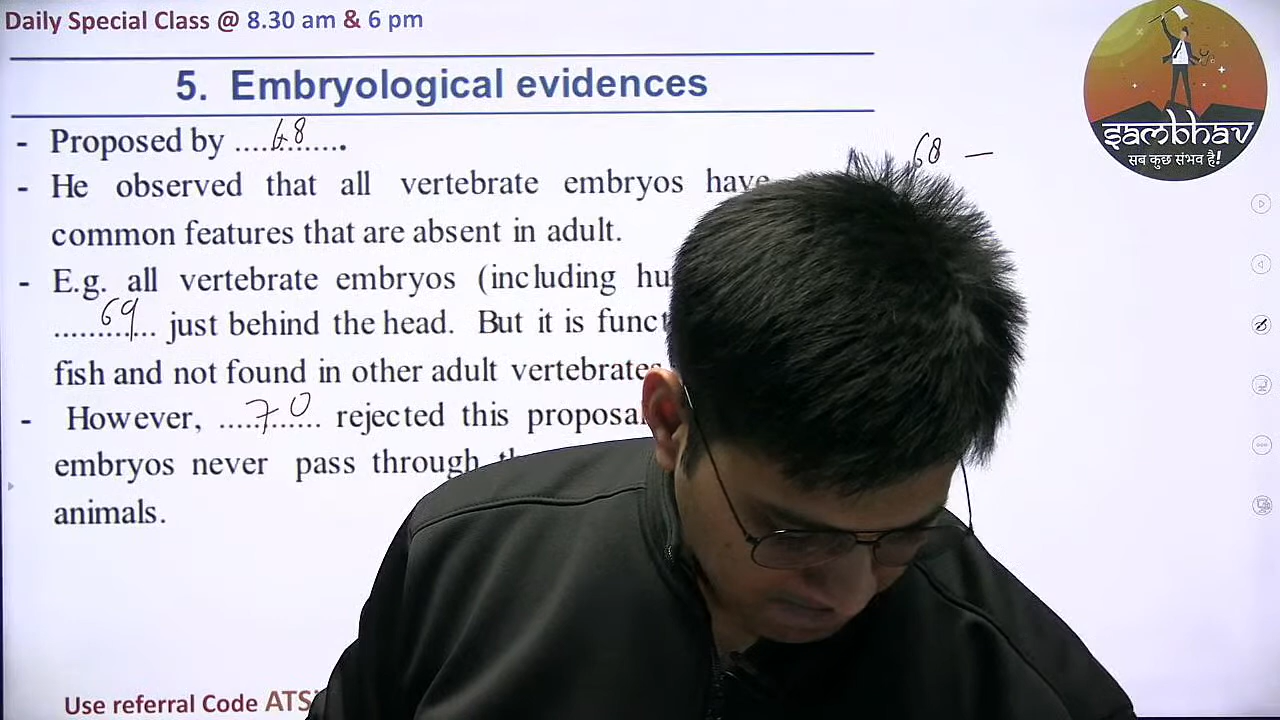 Daily Special Class @ 8.30 am & 6 pm
5. Embryological evidences
- Proposed by ....68........
68 —
- He observed that all vertebrate embryos have
common features that are absent in adult.
- E.g. all vertebrate embryos (including hu
....69.... just behind the head. But it is funct
fish and not found in other adult vertebrates
- However, ....70.... rejected this proposal
embryos never pass through
animals.
Use referral Code ATS
sambhav
सब कुछ संभव है!